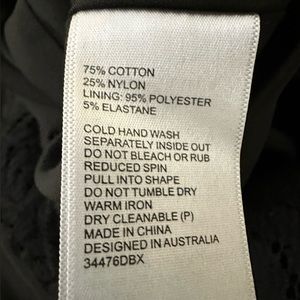 75% COTTON
25% NYLON
LINING: 95% POLYESTER
5% ELASTANE
COLD HAND WASH
SEPARATELY INSIDE OUT
DO NOT BLEACH OR RUB
REDUCED SPIN
PULL INTO SHAPE
DO NOT TUMBLE DRY
WARM IRON
DRY CLEANABLE (P)
MADE IN CHINA
DESIGNED IN AUSTRALIA
34476DBX